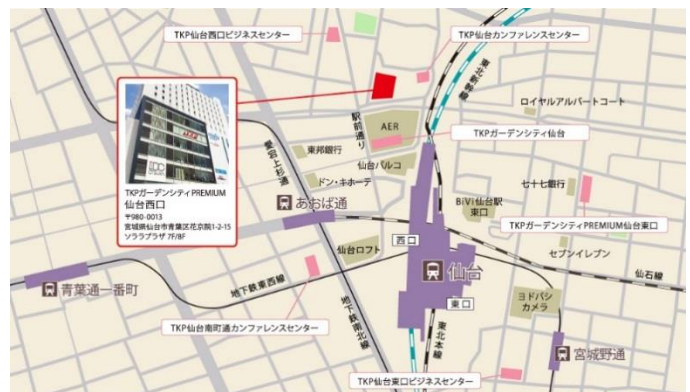 TKP仙台西口ビジネスセンター
TKP仙台カンファレンスセンター
東北新幹線
ロイヤルアルバートコート
駅前通り
AER
TKPガーデンシティ仙台
愛宕上杉通
東邦銀行
仙台パルコ
ドン・キホーテ
七十七銀行
TKPガーデンシティPREMIUM
仙台西口
〒980-0013
宮城県仙台市青葉区花京院1-2-15
ソララプラザ 7F/8F
あおば通
BiVi仙台駅
東口
TKPガーデンシティPREMIUM仙台東口
西口
仙台ロフト
セブンイレブン
仙台
仙石線
青葉通一番町
地下鉄東西線
東口
ヨドバシ
カメラ
TKP仙台南町通カンファレンスセンター
地下鉄南北線
東北本線
宮城野通
TKP仙台東口ビジネスセンター